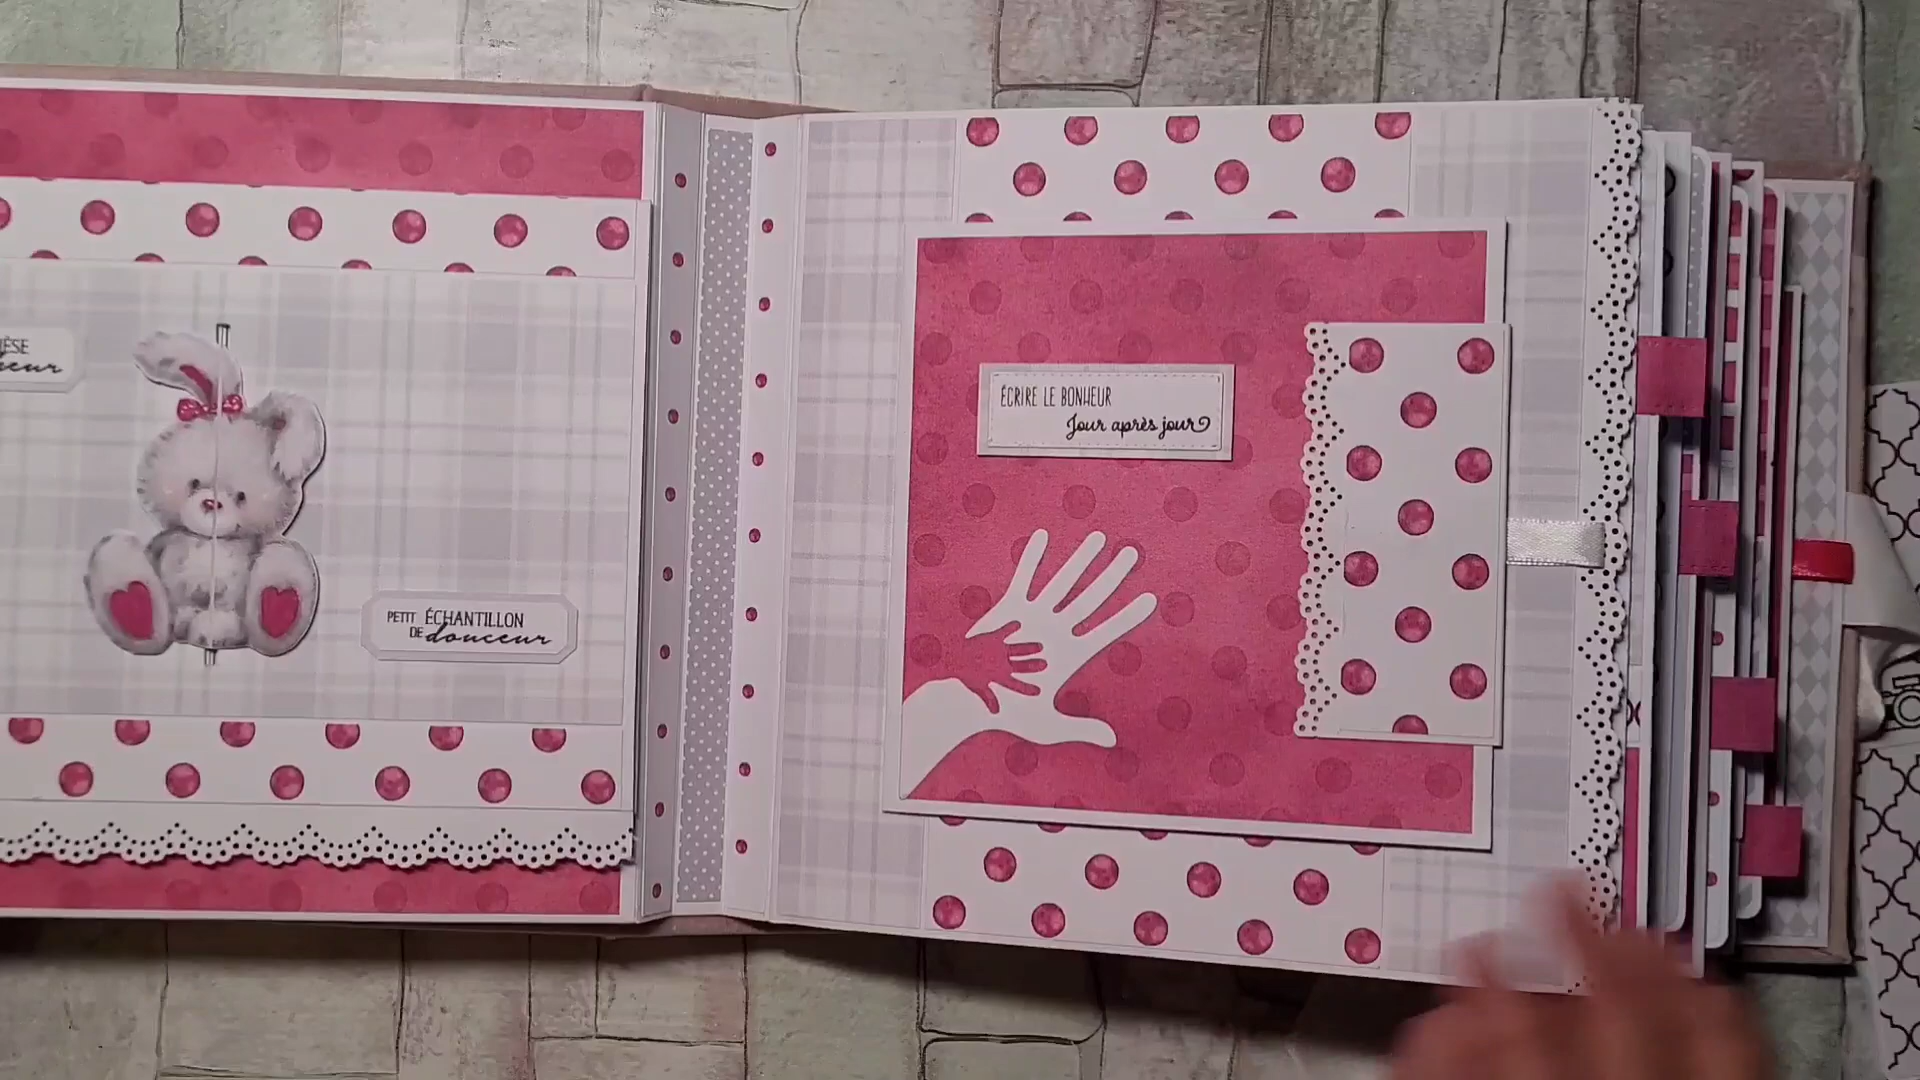 PETIT ÉCHANTILLON
DE douceur
ÉCRIRE LE BONHEUR
Jour après jour